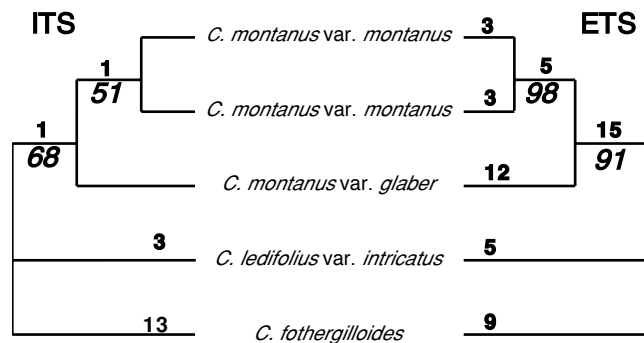 ITS ETS
C. montanus var. montanus 3
1 5
51 98
C. montanus var. montanus 3
1 15
68 91
C. montanus var. glaber 12
3 C. ledifolius var. intricatus 5
13 C. fothergilloides 9